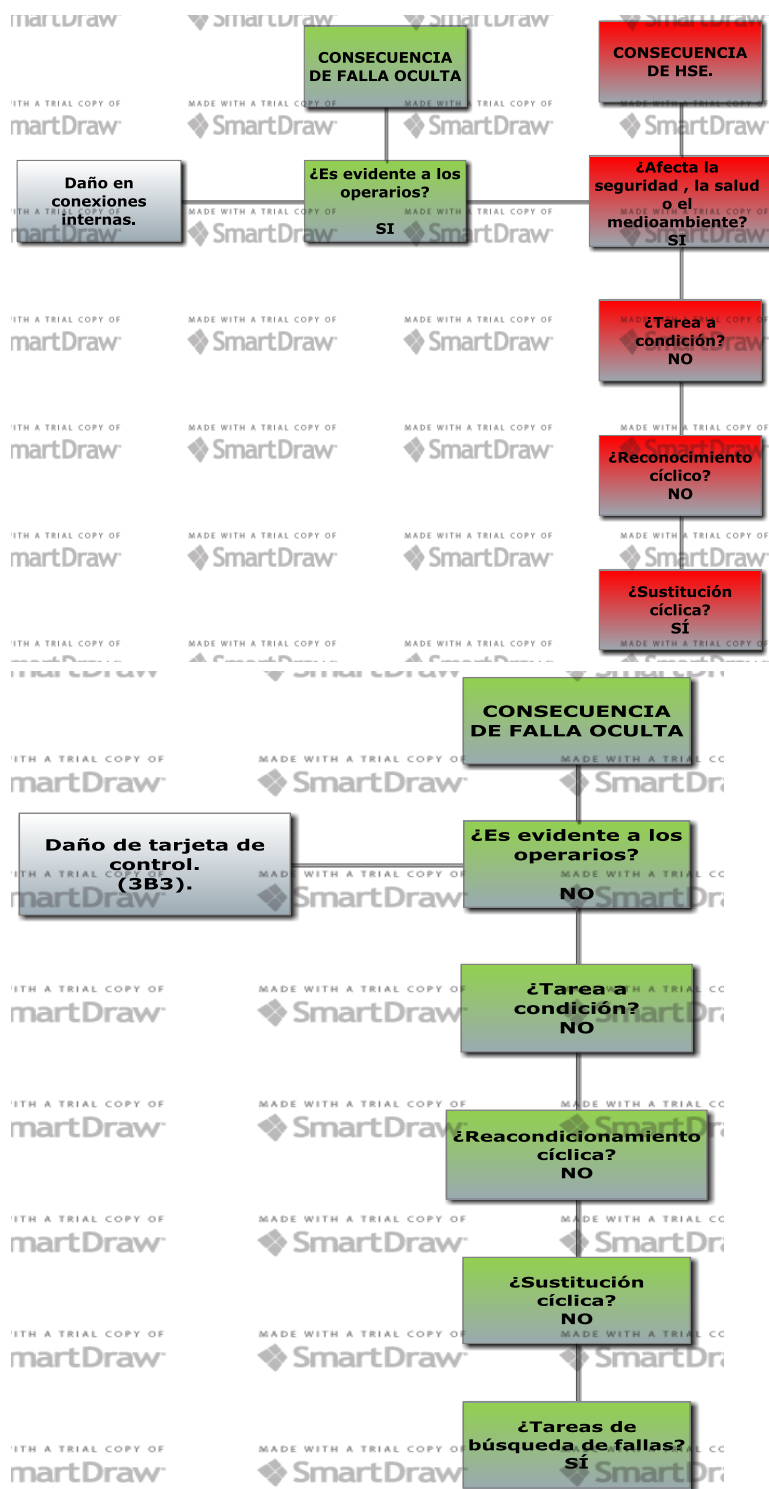 CONSECUENCIA
DE FALLA OCULTA
CONSECUENCIA
DE HSE.
Daño en
conexiones
internas.
¿Es evidente a los
operarios?
SI
¿Afecta la
seguridad , la salud
o el
medioambiente?
SI
¿Tarea a
condición?
NO
¿Reconocimiento
cíclico?
NO
¿Sustitución
cíclica?
SÍ
CONSECUENCIA
DE FALLA OCULTA
Daño de tarjeta de
control.
(3B3).
¿Es evidente a los
operarios?
NO
¿Tarea a
condición?
NO
¿Reacondicionamiento
cíclica?
NO
¿Sustitución
cíclica?
NO
¿Tareas de
búsqueda de fallas?
SÍ
MADE WITH A TRIAL COPY OF
SmartDraw